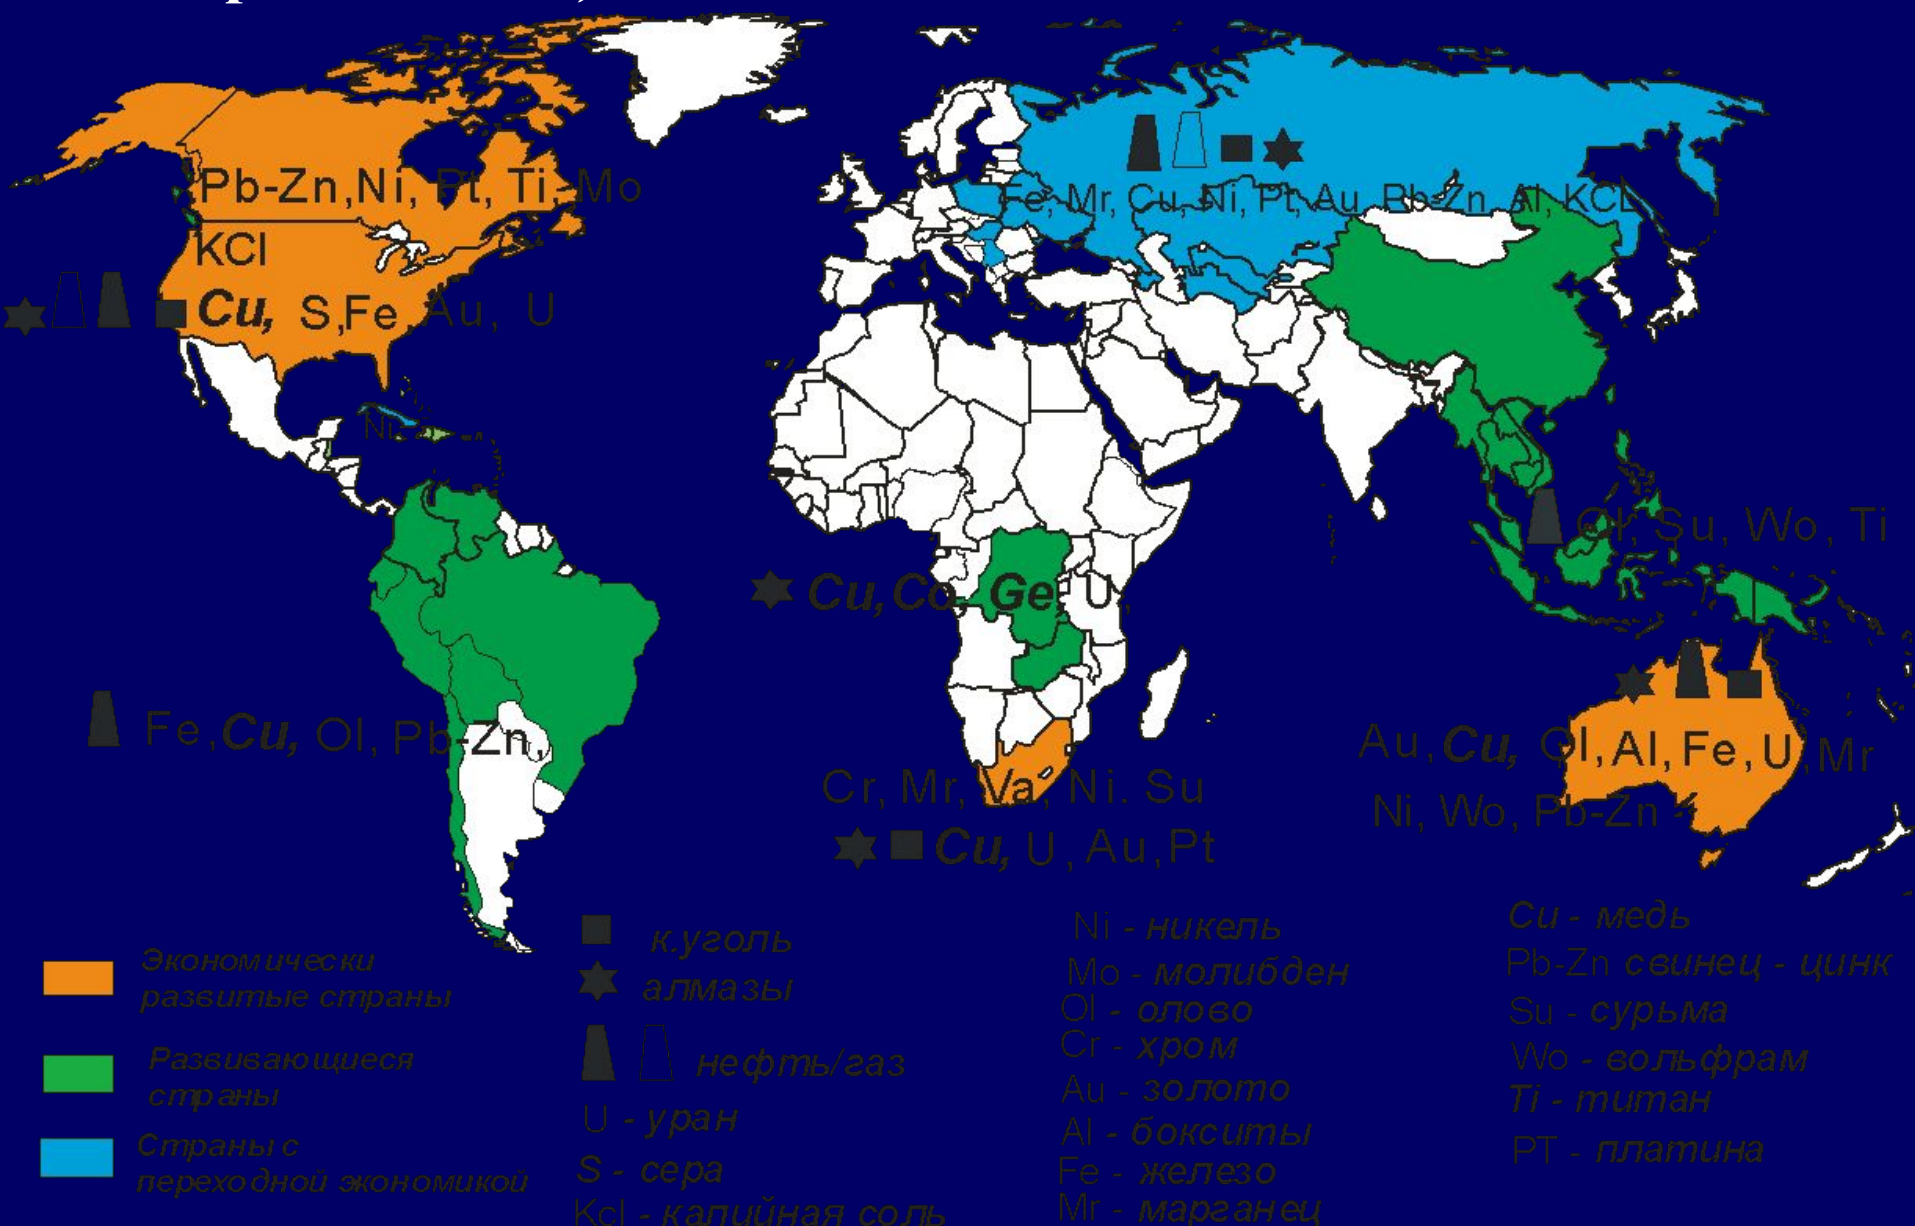 Pb-Zn,Ni, Pt, Ti, Mo
KCl
Cu, S,Fe, Au, U
Fe, Mr, Cu, Ni, Pt, Au, Pb-Zn, Al, KCL
Ni
Ol, Su, Wo, Ti
Cu,Co, Ge, U
Fe,Cu, Ol, Pb-Zn,
Au,Cu, Ol,Al,Fe,U,Mr
Ni, Wo, Pb-Zn
Cr, Mr, Va, Ni. Su
Cu, U, Au,Pt
Экономически
развитые страны
Развивающиеся
страны
Страны с
переходной экономикой
к.уголь
алмазы
нефть/газ
U - уран
S - сера
Kcl - калийная соль
Ni - никель
Mo - молибден
Ol - олово
Cr - хром
Au - золото
Al - бокситы
Fe - железо
Mr - марганец
Cu - медь
Pb-Zn свинец - цинк
Su - сурьма
Wo - вольфрам
Ti - титан
PT - платина